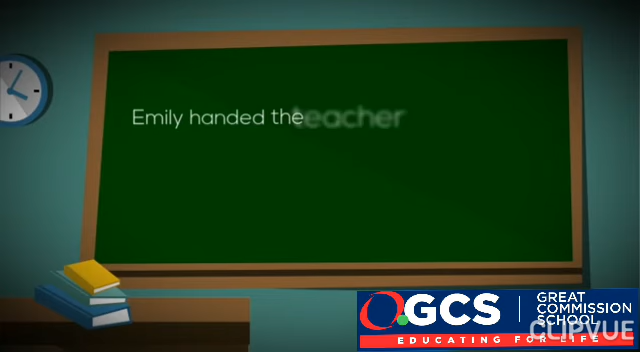 Emily handed the teacher
GCS
GREAT
COMMISSION
SCHOOL
CLIPVUE
EDUCATING FOR LIFE